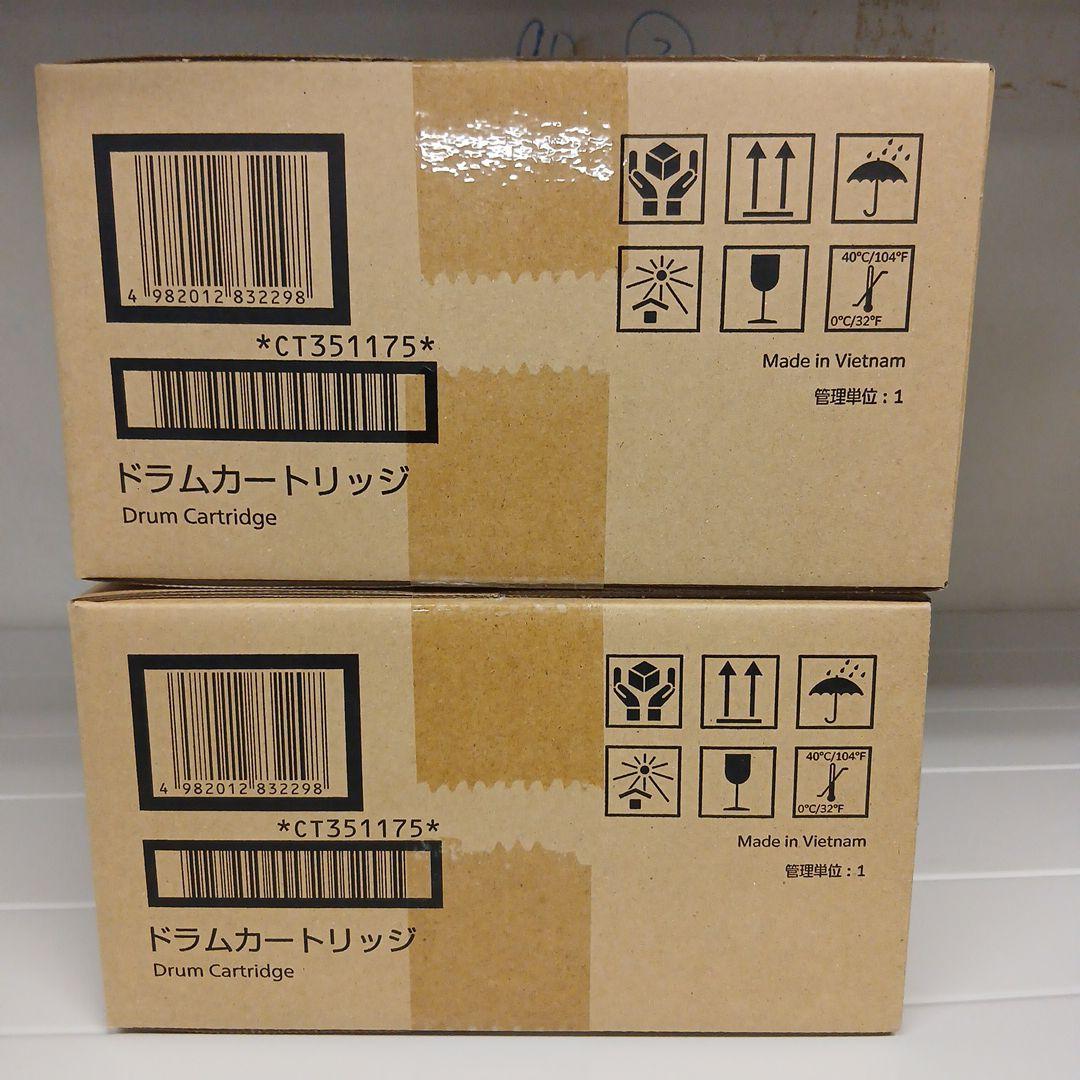 40℃/104℉
0℃/32℉
4 982012 832298
*CT351175*
Made in Vietnam
管理単位:1
ドラムカートリッジ
Drum Cartridge
40℃/104℉
0℃/32℉
4 982012 832298
*CT351175*
Made in Vietnam
管理単位:1
ドラムカートリッジ
Drum Cartridge